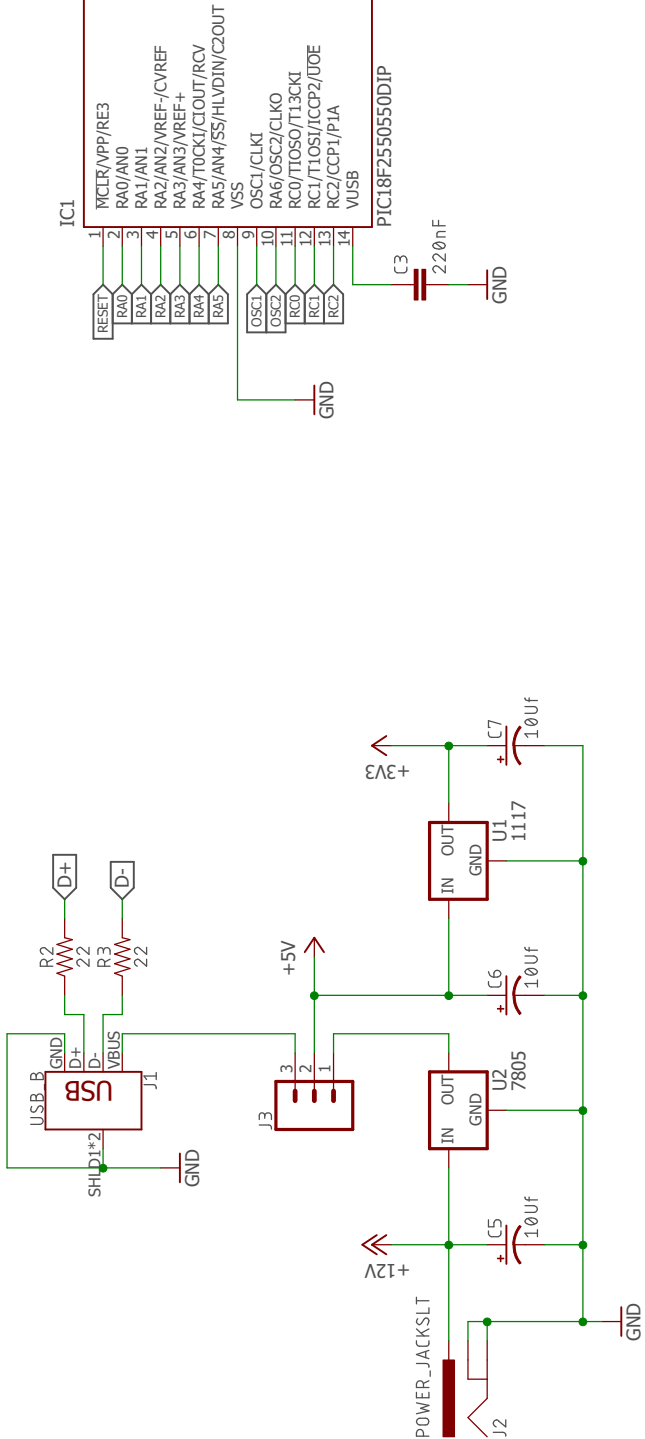 IC1
1 MCLR/VPP/RE3
2 RA0/AN0
3 RA1/AN1
4 RA2/AN2/VREF-/CVREF
5 RA3/AN3/VREF+
6 RA4/T0CKI/CIOUT/RCV
7 RA5/AN4/SS/HLVDIN/C2OUT
8 VSS
9 OSC1/CLKI
10 RA6/OSC2/CLKO
11 RC0/TIOSO/T13CKI
12 RC1/T1OSI/ICCP2/UOE
13 RC2/CCP1/P1A
14 VUSB
PIC18F2550550DIP
RESET
RA0
RA1
RA2
RA3
RA4
RA5
OSC1
OSC2
RC0
RC1
RC2
C3
220nF
GND
GND
USB_B
USB
J1
GND
D+
D-
VBUS
SHLD1*2
GND
R2
22
R3
22
D+
D-
J3
3
2
1
+5V
+3V3
+12V
U1
1117
IN
OUT
GND
U2
7805
IN
OUT
GND
C7
10Uf
C6
10Uf
C5
10Uf
POWER_JACKSLT
J2
GND